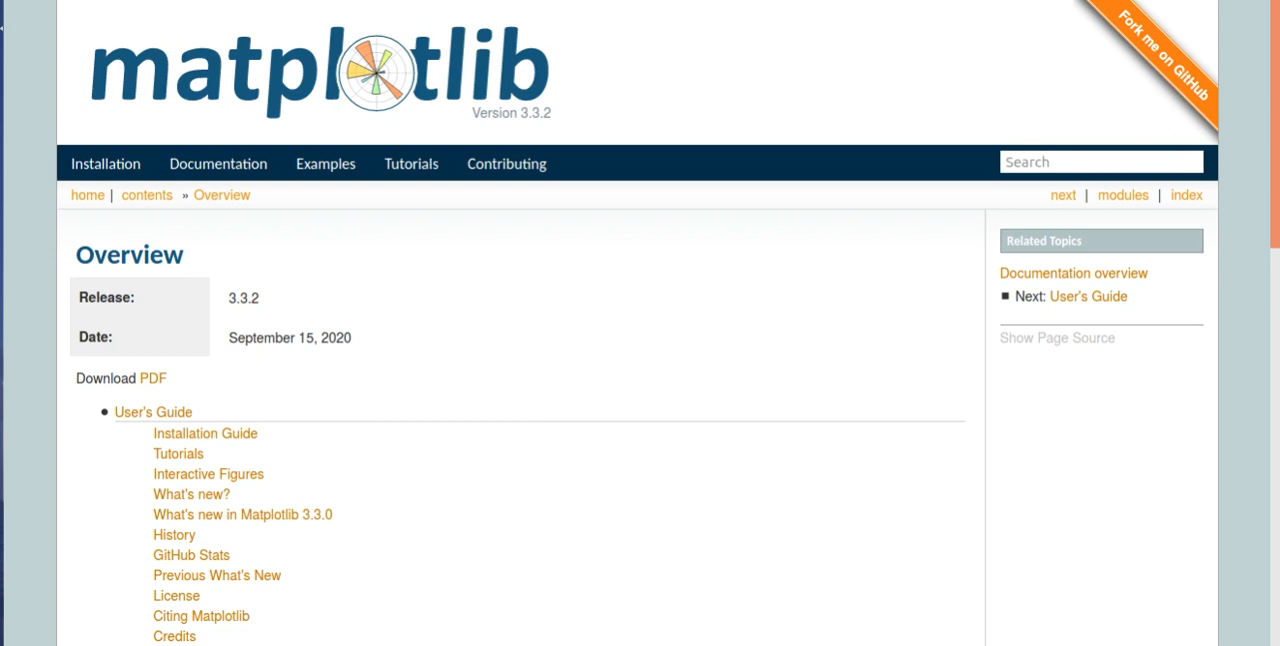 matplotlib
Version 3.3.2
Fork me on GitHub
Installation Documentation Examples Tutorials Contributing Search
home | contents » Overview next | modules | index
Overview
Release: 3.3.2
Date: September 15, 2020
Download PDF
User's Guide
Installation Guide
Tutorials
Interactive Figures
What's new?
What's new in Matplotlib 3.3.0
History
GitHub Stats
Previous What's New
License
Citing Matplotlib
Credits
Related Topics
Documentation overview
Next: User's Guide
Show Page Source